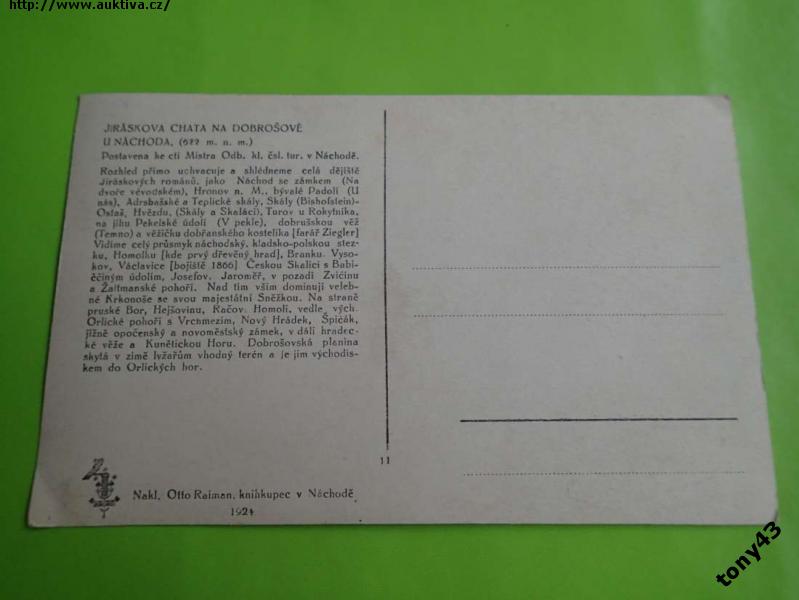 http://www.auktiva.cz/
JIRÁSKOVA CHATA NA DOBROŠOVĚ
U NÁCHODA, (622 m. n. m.)
Postavena ke cti Mistra Odb. kl. čsl. tur. v Náchodě.
Rozhled přímo uchvacuje a shlédneme celá dějiště
Jiráskových románů, jako Náchod se zámkem (Na
dvoře vévodském), Hronov n. M., bývalé Padolí (U
nás), Adršbašské a Teplické skály, Skály (Bishofstein)-
Ostaš, Hvězdu, (Skály a Skaláci), Turov u Rokytníka,
na jihu Pekelské údolí (V pekle), dobrušskou věž
(Temno) a věžičku dobřanského kostelíka [farář Ziegler]
Vidíme celý průsmyk náchodský, kladsko-polskou stez-
ku, Homolku [kde prvý dřevěný hrad], Branku. Vyso-
kov, Václavice [bojiště 1866] Českou Skalici s Babi-
ččiným údolím, Josefov. Jaroměř, v pozadí Zvičinu
a Žaltmanské pohoří. Nad tím vším dominují veleb-
né Krkonoše se svou majestátní Sněžkou. Na straně
pruské Bor, Hejšovinu, Račov. Homoli, vedle vých.
Orlické pohoří s Vrchmezím, Nový Hrádek, Špičák,
jižně opočenský a novoměstský zámek, v dáli hradec-
ké věže a Kunětickou Horu. Dobrošovská planina
skytá v zimě lyžařům vhodný terén a je jim východis-
kem do Orlických hor.
11
Nakl. Otto Raiman, knihkupec v Náchodě
1924
tony43